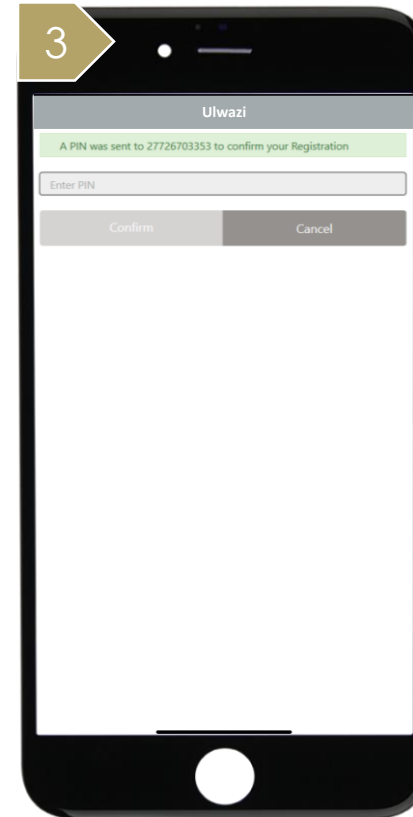 3
Ulwazi
A PIN was sent to 27726703353 to confirm your Registration
Enter PIN
Confirm Cancel